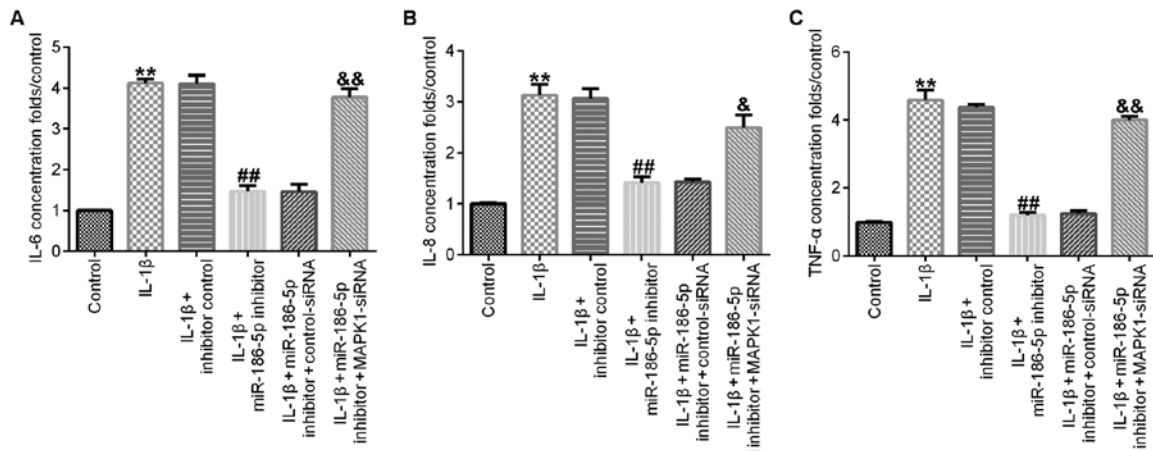 A
IL-6 concentration folds/control
5
4
3
2
1
0
**
##
&&
Control
IL-1β
IL-1β +
inhibitor control
IL-1β +
miR-186-5p inhibitor
IL-1β + miR-186-5p
inhibitor + control-siRNA
IL-1β + miR-186-5p
inhibitor + MAPK1-siRNA
B
IL-8 concentration folds/control
4
3
2
1
0
**
##
&
Control
IL-1β
IL-1β +
inhibitor control
IL-1β +
miR-186-5p inhibitor
IL-1β + miR-186-5p
inhibitor + control-siRNA
IL-1β + miR-186-5p
inhibitor + MAPK1-siRNA
C
TNF-α concentration folds/control
6
4
2
0
**
##
&&
Control
IL-1β
IL-1β +
inhibitor control
IL-1β +
miR-186-5p inhibitor
IL-1β + miR-186-5p
inhibitor + control-siRNA
IL-1β + miR-186-5p
inhibitor + MAPK1-siRNA